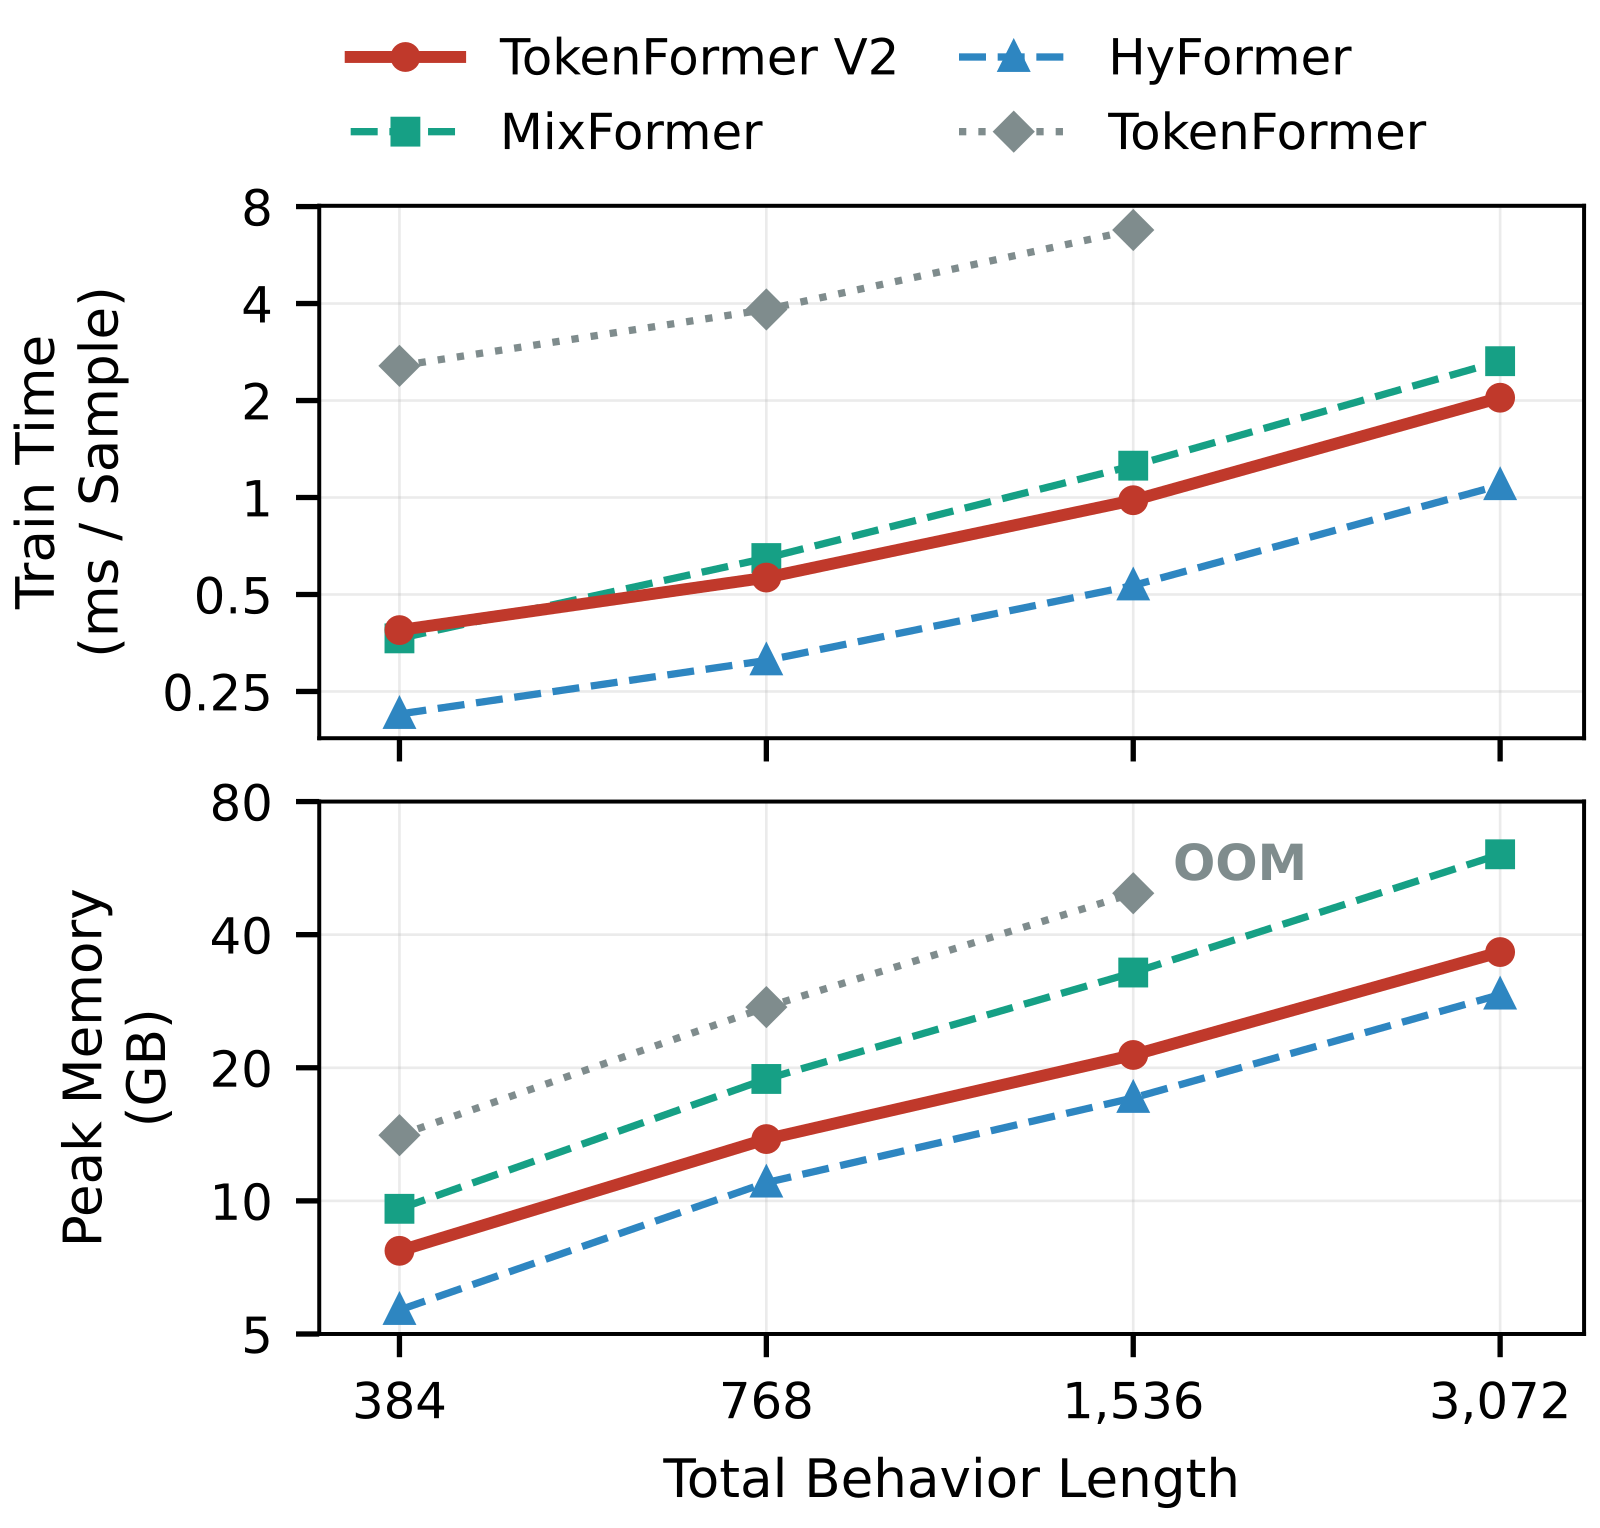 TokenFormer V2
HyFormer
MixFormer
TokenFormer
Train Time
(ms / Sample)
8
4
2
1
0.5
0.25
Peak Memory
(GB)
80
40
20
10
5
OOM
384
768
1,536
3,072
Total Behavior Length